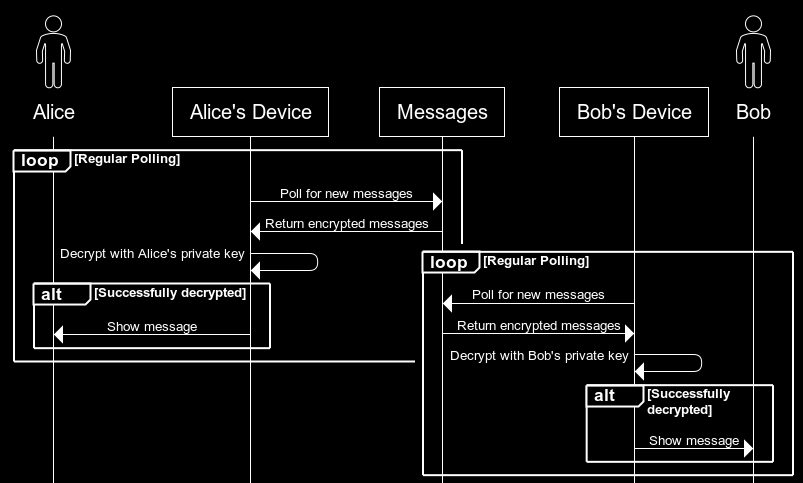 Alice
Alice's Device
Messages
Bob's Device
Bob
loop
[Regular Polling]
Poll for new messages
Return encrypted messages
Decrypt with Alice's private key
alt
[Successfully decrypted]
Show message
loop
[Regular Polling]
Poll for new messages
Return encrypted messages
Decrypt with Bob's private key
alt
[Successfully
decrypted]
Show message